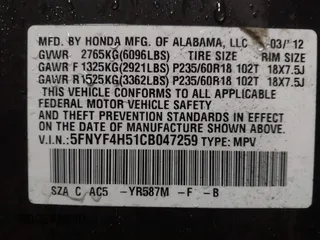 MFD. BY HONDA MFG. OF ALABAMA, LLC 03/'12
GVWR 2765KG(6096LBS) TIRE SIZE RIM SIZE
GAWR F 1325KG(2921LBS) P235/60R18 102T 18X7.5J
GAWR R1525KG(3362LBS) P235/60R18 102T 18X7.5J
THIS VEHICLE CONFORMS TO ALL APPLICABLE
FEDERAL MOTOR VEHICLE SAFETY STANDARDS
AND THEFT PREVENTION STANDARDS IN EFFECT
ON THE DATE OF MANUFACTURE SHOWN ABOVE.
V.I.N.: 5FNYF4H51CB047259 TYPE: MPV
SZA C AC5 -YR587M -F -B